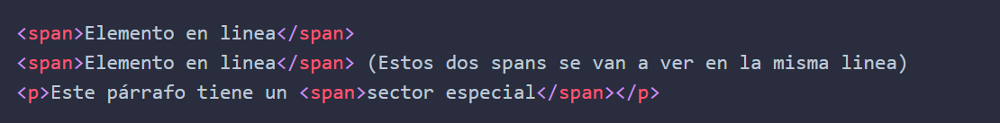 <span>Elemento en linea</span>
<span>Elemento en linea</span> (Estos dos spans se van a ver en la misma linea)
<p>Este párrafo tiene un <span>sector especial</span></p>